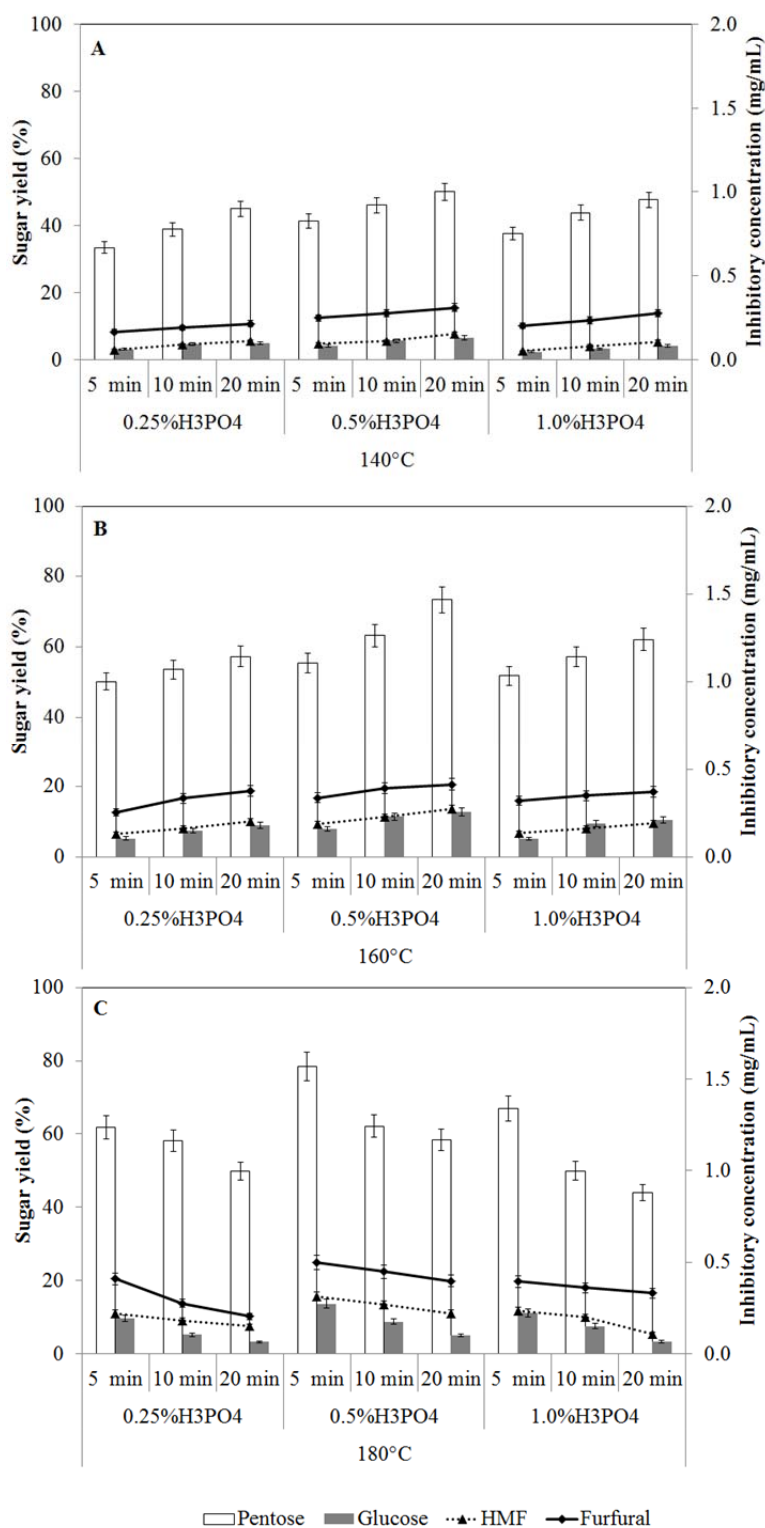 A
Sugar yield (%)
Inhibitory concentration (mg/mL)
100
80
60
40
20
0
2.0
1.5
1.0
0.5
0.0
5 min 10 min 20 min 5 min 10 min 20 min 5 min 10 min 20 min
0.25%H3PO4 0.5%H3PO4 1.0%H3PO4
140°C
B
Sugar yield (%)
Inhibitory concentration (mg/mL)
100
80
60
40
20
0
2.0
1.5
1.0
0.5
0.0
5 min 10 min 20 min 5 min 10 min 20 min 5 min 10 min 20 min
0.25%H3PO4 0.5%H3PO4 1.0%H3PO4
160°C
C
Sugar yield (%)
Inhibitory concentration (mg/mL)
100
80
60
40
20
0
2.0
1.5
1.0
0.5
0.0
5 min 10 min 20 min 5 min 10 min 20 min 5 min 10 min 20 min
0.25%H3PO4 0.5%H3PO4 1.0%H3PO4
180°C
Pentose Glucose HMF Furfural